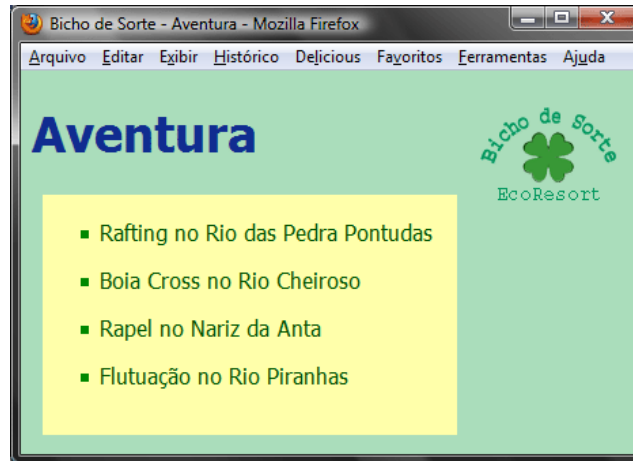 Bicho de Sorte - Aventura - Mozilla Firefox
Arquivo Editar Exibir Histórico Delicious Favoritos Ferramentas Ajuda
Aventura
Bicho de Sorte
EcoResort
Rafting no Rio das Pedra Pontudas
Boia Cross no Rio Cheiroso
Rapel no Nariz da Anta
Flutuação no Rio Piranhas